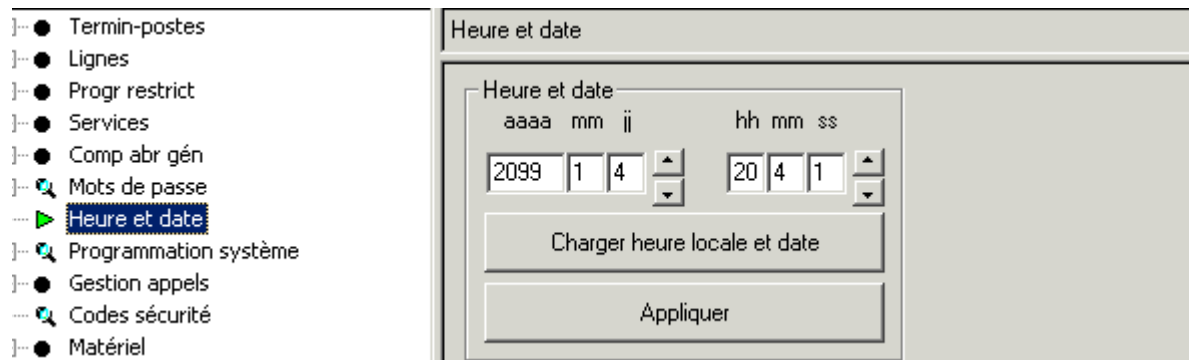 Termin-postes
Lignes
Progr restrict
Services
Comp abr gén
Mots de passe
Heure et date
Programmation système
Gestion appels
Codes sécurité
Matériel
Heure et date
Heure et date
aaaa mm jj hh mm ss
2099 1 4 20 4 1
Charger heure locale et date
Appliquer